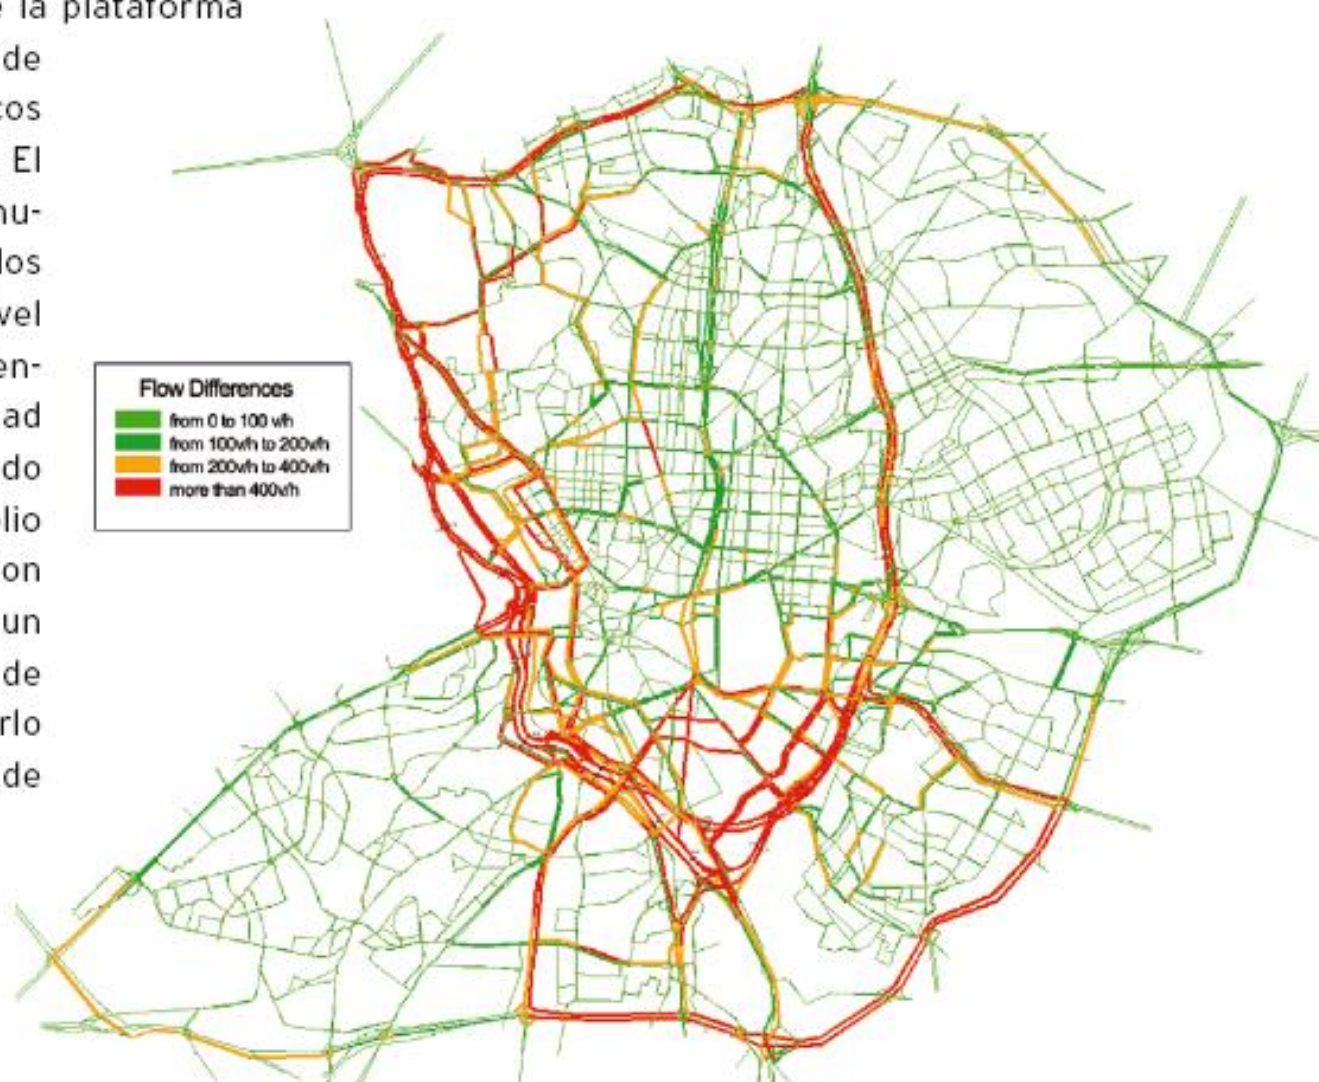 e la plataforma
de
cos
El
nu-
los
vel
en-
ad
do
lio
on
un
de
rlo
de
Flow Differences
from 0 to 100 v/h
from 100v/h to 200v/h
from 200v/h to 400v/h
more than 400v/h